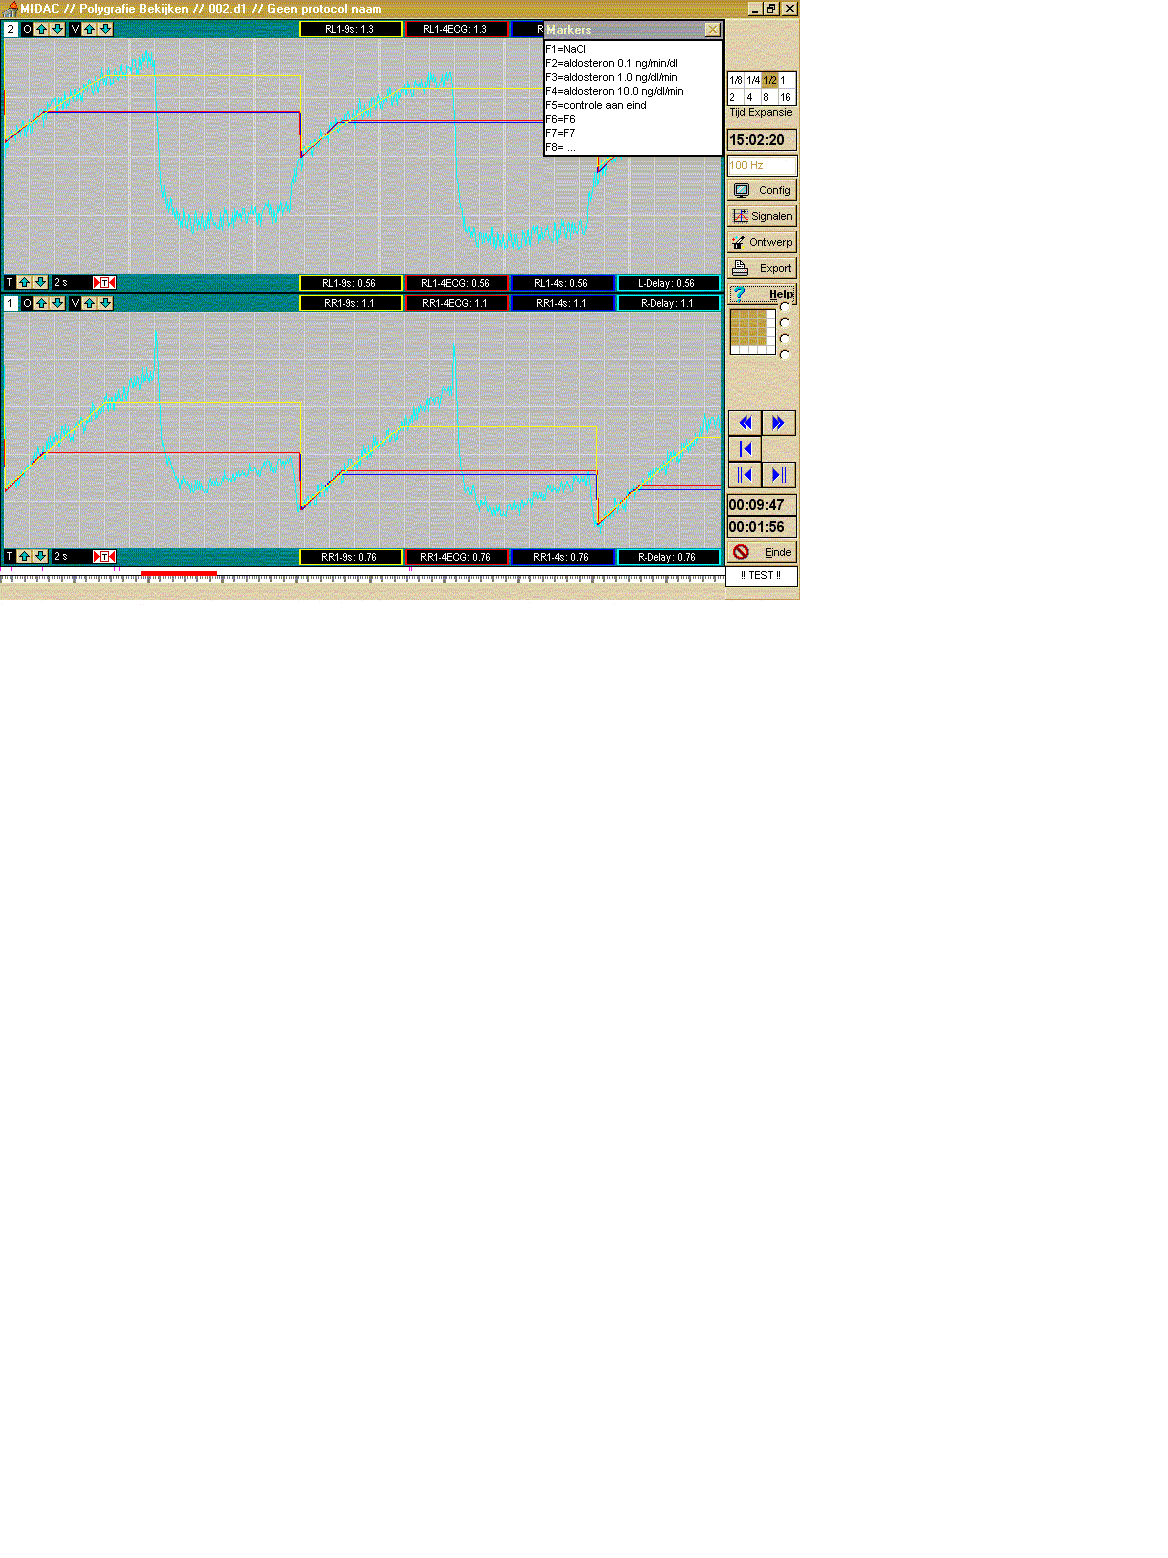 MIDAC // Polygrafie Bekijken // 002.d1 // Geen protocol naam
2 O V RL1-9s: 1.3 RL1-4ECG: 1.3 R
Markers
F1=NaCl
F2=aldosteron 0.1 ng/min/dl
F3=aldosteron 1.0 ng/dl/min
F4=aldosteron 10.0 ng/dl/min
F5=controle aan eind
F6=F6
F7=F7
F8= ...
T 2 s T RL1-9s: 0.56 RL1-4ECG: 0.56 RL1-4s: 0.56 L-Delay: 0.56
1 O V RR1-9s: 1.1 RR1-4ECG: 1.1 RR1-4s: 1.1 R-Delay: 1.1
T 2 s T RR1-9s: 0.76 RR1-4ECG: 0.76 RR1-4s: 0.76 R-Delay: 0.76
1/8 1/4 1/2 1
2 4 8 16
Tijd Expansie
15:02:20
100 Hz
Config
Signalen
Ontwerp
Export
? Help
00:09:47
00:01:56
Einde
!! TEST !!